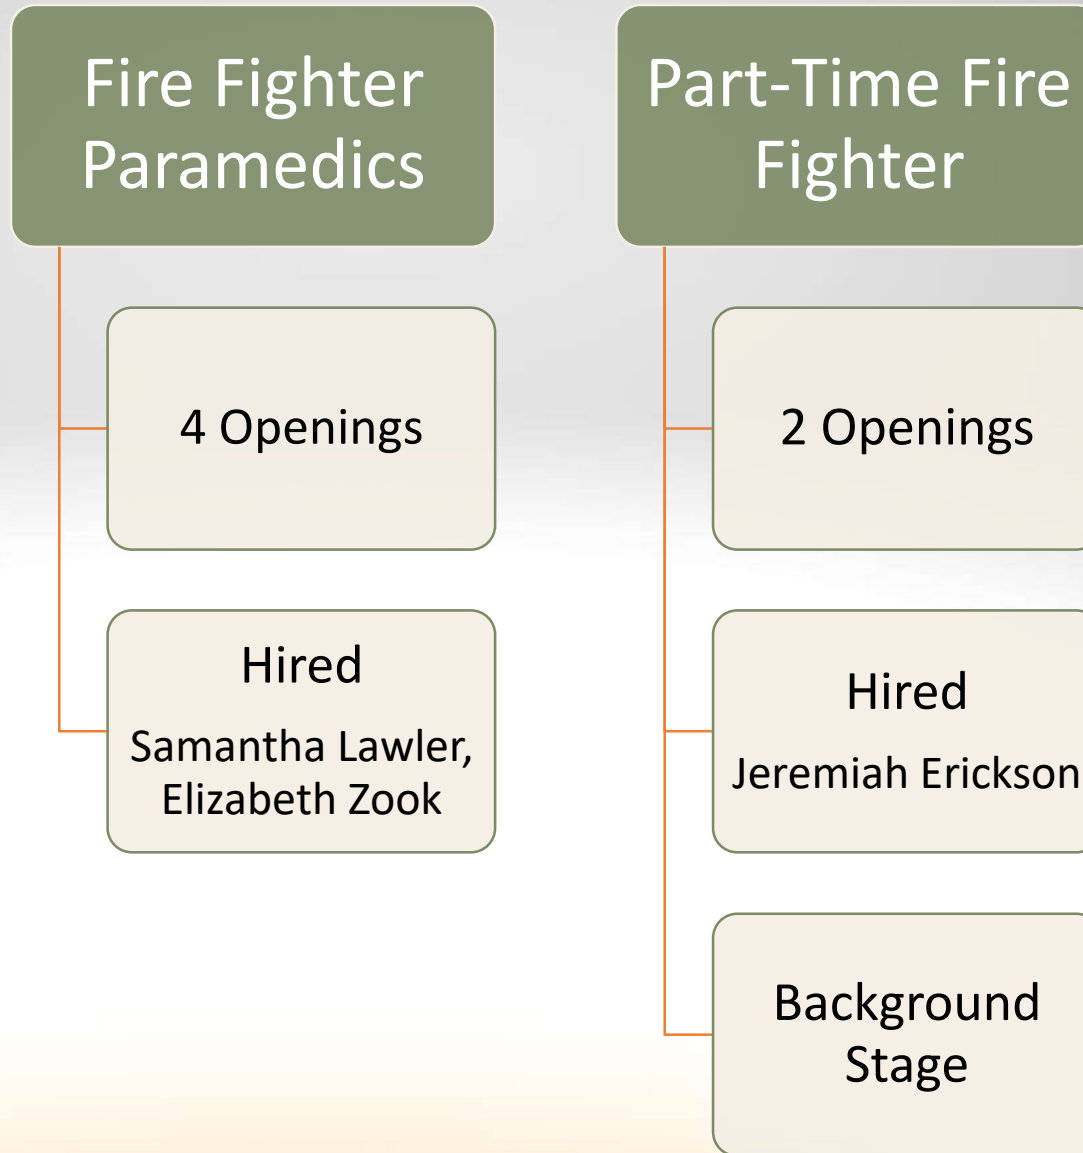 Fire Fighter
Paramedics
4 Openings
Hired
Samantha Lawler,
Elizabeth Zook
Part-Time Fire
Fighter
2 Openings
Hired
Jeremiah Erickson
Background
Stage